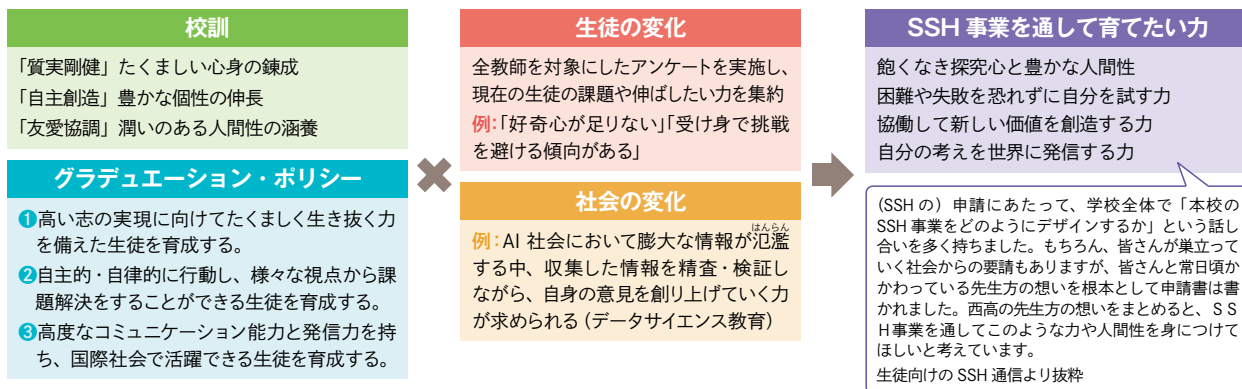 校訓
「質実剛健」たくましい心身の錬成
「自主創造」豊かな個性の伸長
「友愛協調」潤いのある人間性の涵養
グラデュエーション・ポリシー
❶高い志の実現に向けてたくましく生き抜く力
を備えた生徒を育成する。
❷自主的・自律的に行動し、様々な視点から課
題解決をすることができる生徒を育成する。
❸高度なコミュニケーション能力と発信力を持
ち、国際社会で活躍できる生徒を育成する。
生徒の変化
全教師を対象にしたアンケートを実施し、
現在の生徒の課題や伸ばしたい力を集約
例：「好奇心が足りない」「受け身で挑戦
を避ける傾向がある」
社会の変化
はんらん
例：AI 社会において膨大な情報が氾濫
する中、収集した情報を精査・検証し
ながら、自身の意見を創り上げていく力
が求められる（データサイエンス教育）
SSH 事業を通して育てたい力
飽くなき探究心と豊かな人間性
困難や失敗を恐れずに自分を試す力
協働して新しい価値を創造する力
自分の考えを世界に発信する力
（SSH の）申請にあたって、学校全体で「本校の
SSH 事業をどのようにデザインするか」という話し
合いを多く持ちました。もちろん、皆さんが巣立って
いく社会からの要請もありますが、皆さんと常日頃か
かわっている先生方の想いを根本として申請書は書
かれました。西高の先生方の想いをまとめると、ＳＳ
Ｈ事業を通してこのような力や人間性を身につけて
ほしいと考えています。
生徒向けの SSH 通信より抜粋